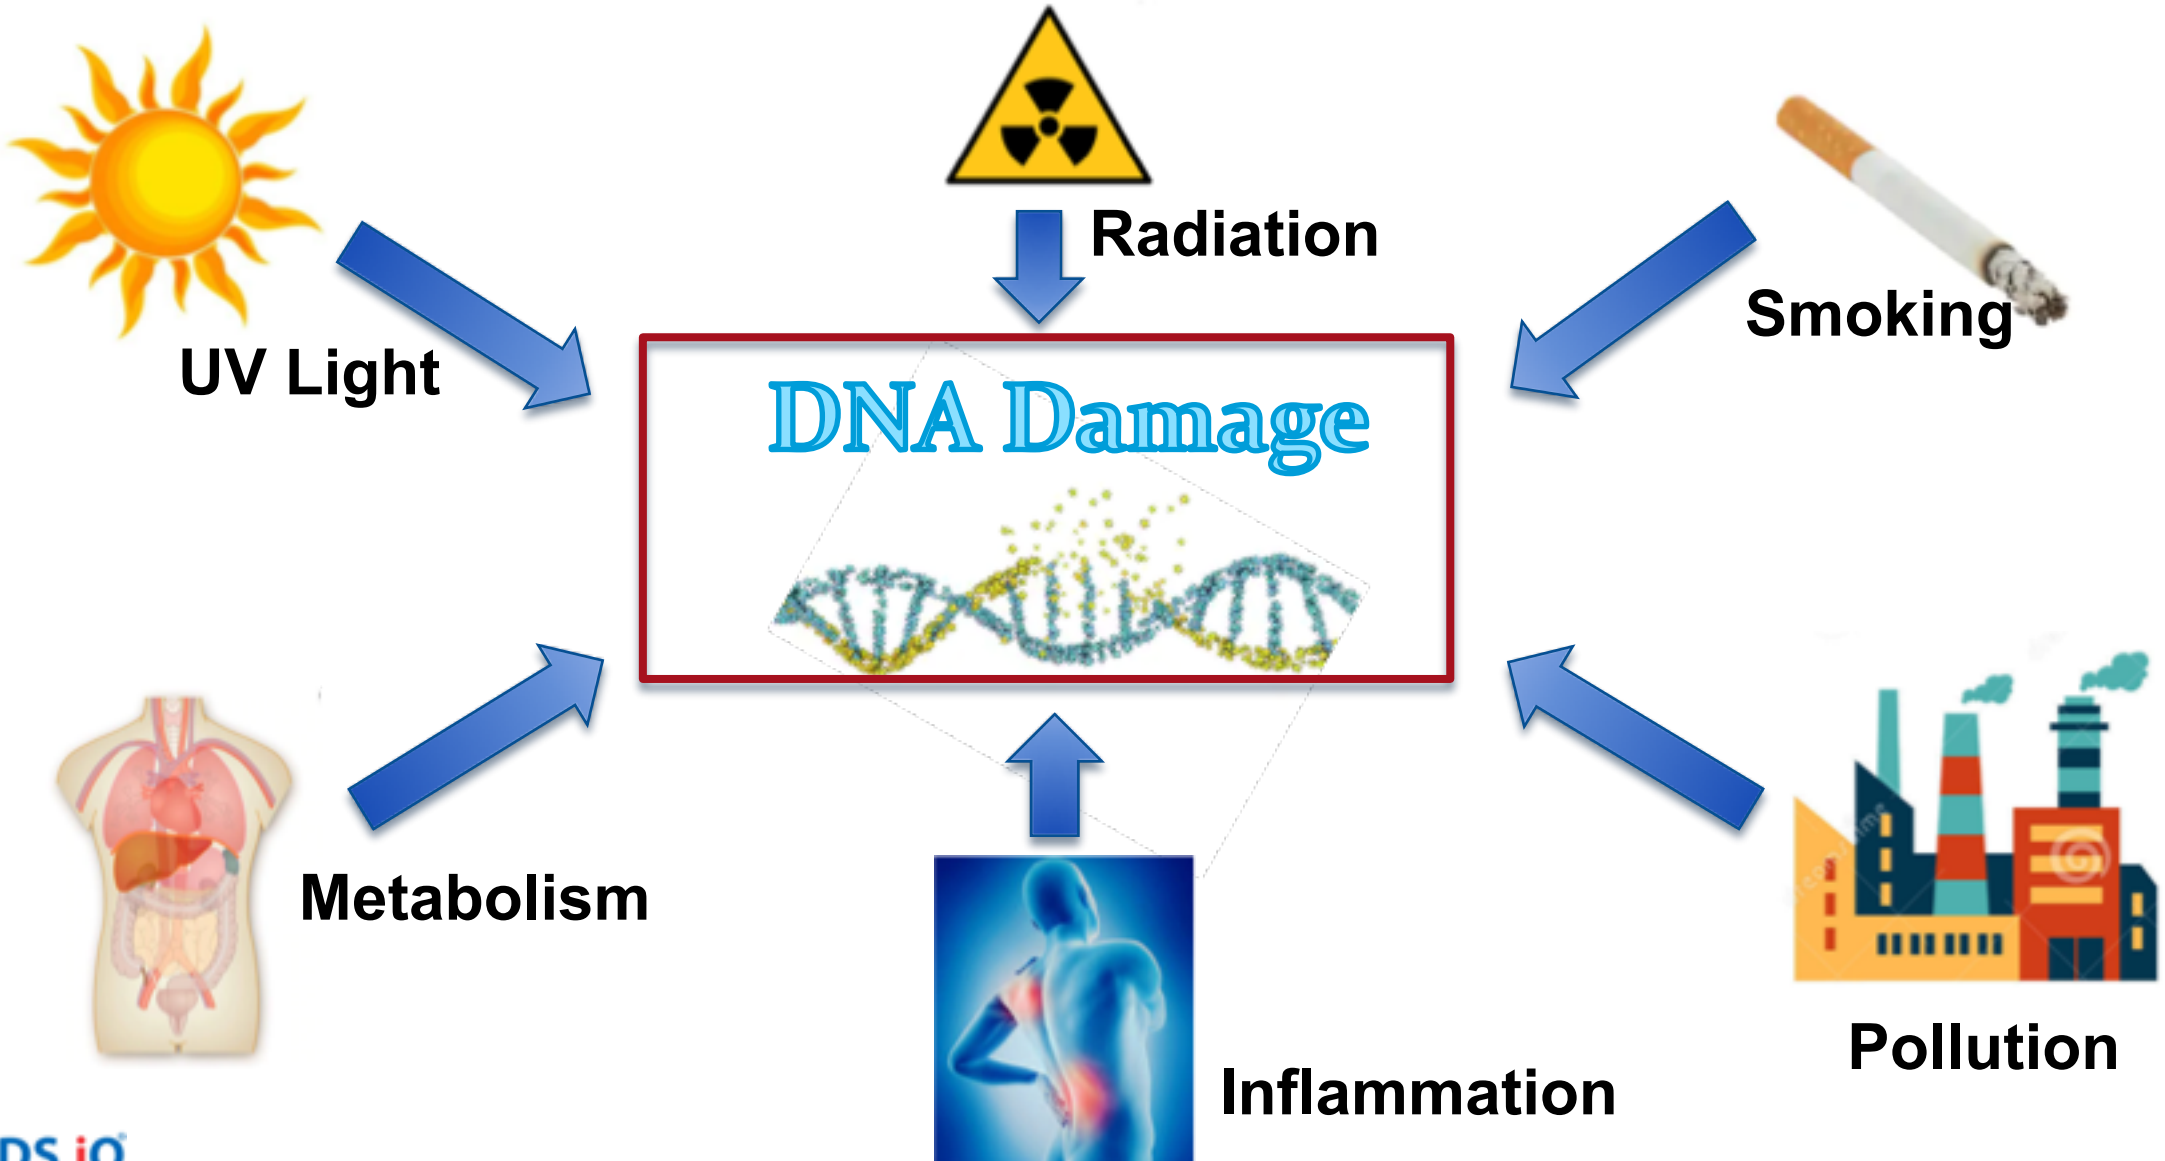 Radiation
Smoking
UV Light
DNA Damage
Metabolism
Pollution
Inflammation